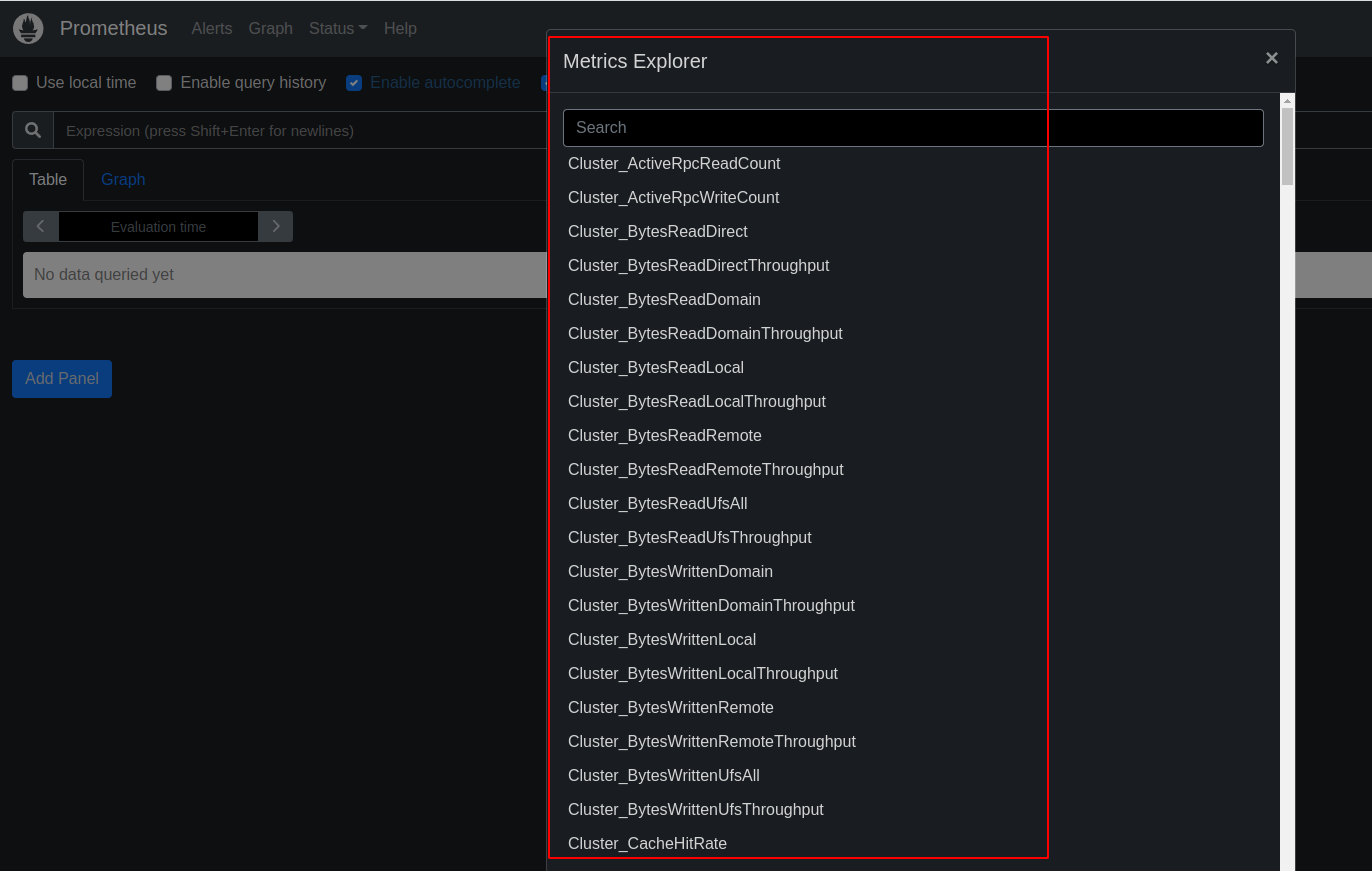 Prometheus Alerts Graph Status Help
Use local time Enable query history Enable autocomplete
Expression (press Shift+Enter for newlines)
Table Graph
Evaluation time
No data queried yet
Add Panel
Metrics Explorer
Search
Cluster_ActiveRpcReadCount
Cluster_ActiveRpcWriteCount
Cluster_BytesReadDirect
Cluster_BytesReadDirectThroughput
Cluster_BytesReadDomain
Cluster_BytesReadDomainThroughput
Cluster_BytesReadLocal
Cluster_BytesReadLocalThroughput
Cluster_BytesReadRemote
Cluster_BytesReadRemoteThroughput
Cluster_BytesReadUfsAll
Cluster_BytesReadUfsThroughput
Cluster_BytesWrittenDomain
Cluster_BytesWrittenDomainThroughput
Cluster_BytesWrittenLocal
Cluster_BytesWrittenLocalThroughput
Cluster_BytesWrittenRemote
Cluster_BytesWrittenRemoteThroughput
Cluster_BytesWrittenUfsAll
Cluster_BytesWrittenUfsThroughput
Cluster_CacheHitRate